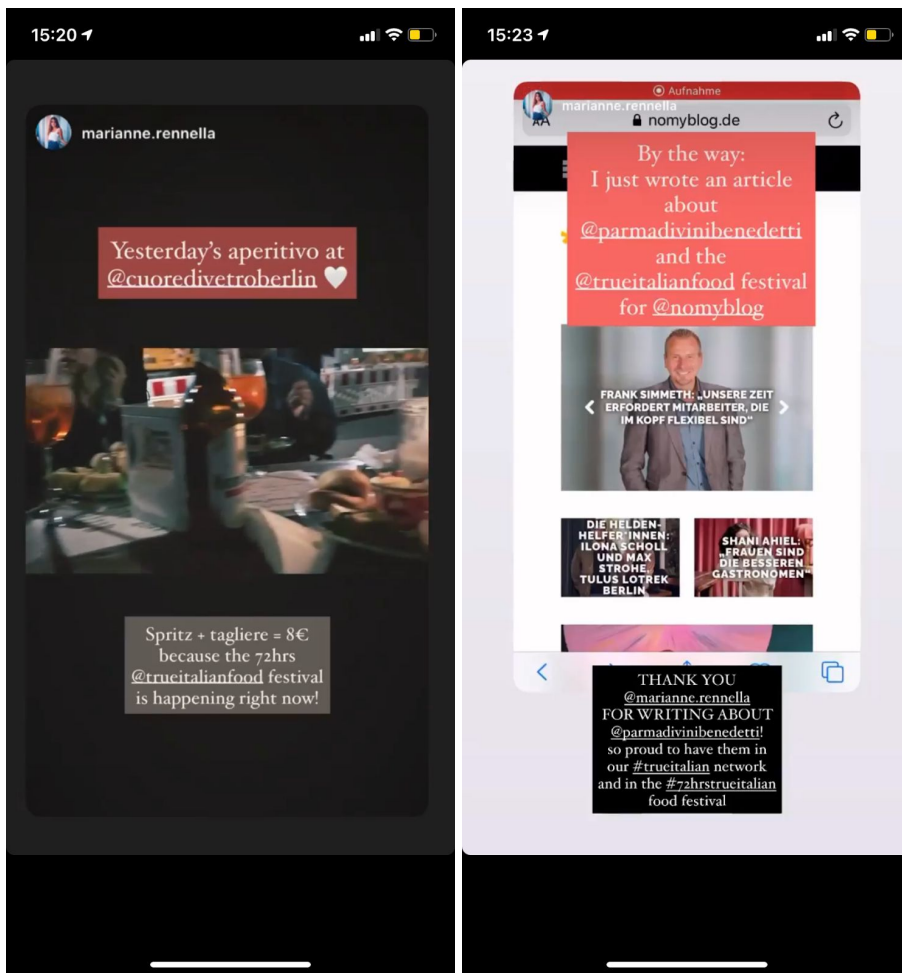 15:20
marianne.rennella
Yesterday's aperitivo at
@cuoredivetroberlin
Spritz + tagliere = 8€
because the 72hrs
@trueitalianfood festival
is happening right now!
15:23
Aufnahme
marianne.rennella
AA nomyblog.de
By the way:
I just wrote an article
about
@parmadivinibenedetti
and the
@trueitalianfood festival
for @nomyblog
FRANK SIMMETH: „UNSERE ZEIT
ERFORDERT MITARBEITER, DIE
IM KOPF FLEXIBEL SIND“
DIE HELDEN-
HELFER*INNEN:
ILONA SCHOLL
UND MAX
STROHE,
TULUS LOTREK
BERLIN
SHANI AHIEL:
„FRAUEN SIND
DIE BESSEREN
GASTRONOMEN“
THANK YOU
@marianne.rennella
FOR WRITING ABOUT
@parmadivinibenedetti!
so proud to have them in
our #trueitalian network
and in the #72hrstrueitalian
food festival